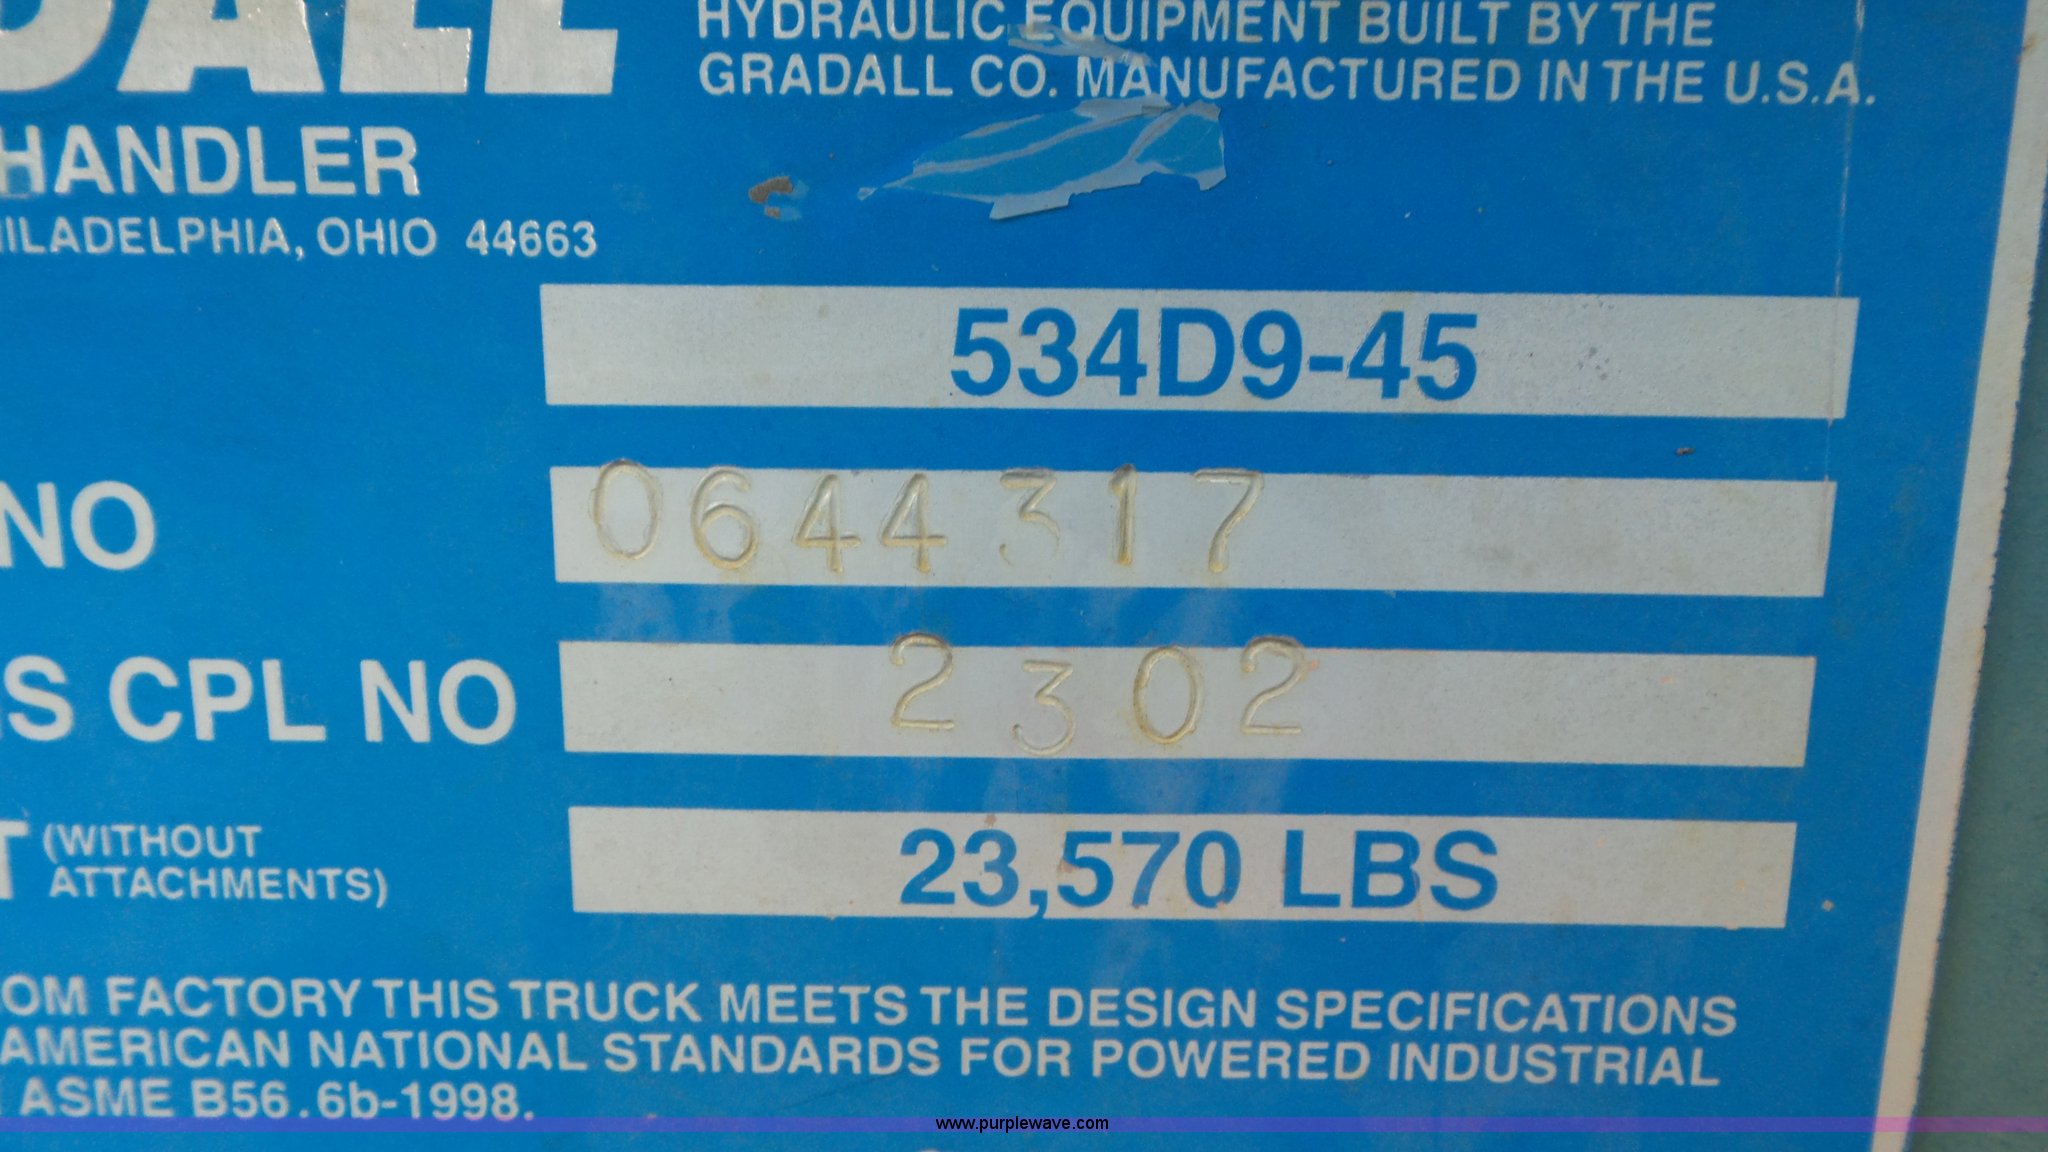 DALL
HANDLER
HILADELPHIA, OHIO 44663
HYDRAULIC EQUIPMENT BUILT BY THE
GRADALL CO. MANUFACTURED IN THE U.S.A.
534D9-45
NO 0644317
S CPL NO 2302
T (WITHOUT
ATTACHMENTS) 23,570 LBS
OM FACTORY THIS TRUCK MEETS THE DESIGN SPECIFICATIONS
AMERICAN NATIONAL STANDARDS FOR POWERED INDUSTRIAL
ASME B56.6b-1998.
www.purplewave.com